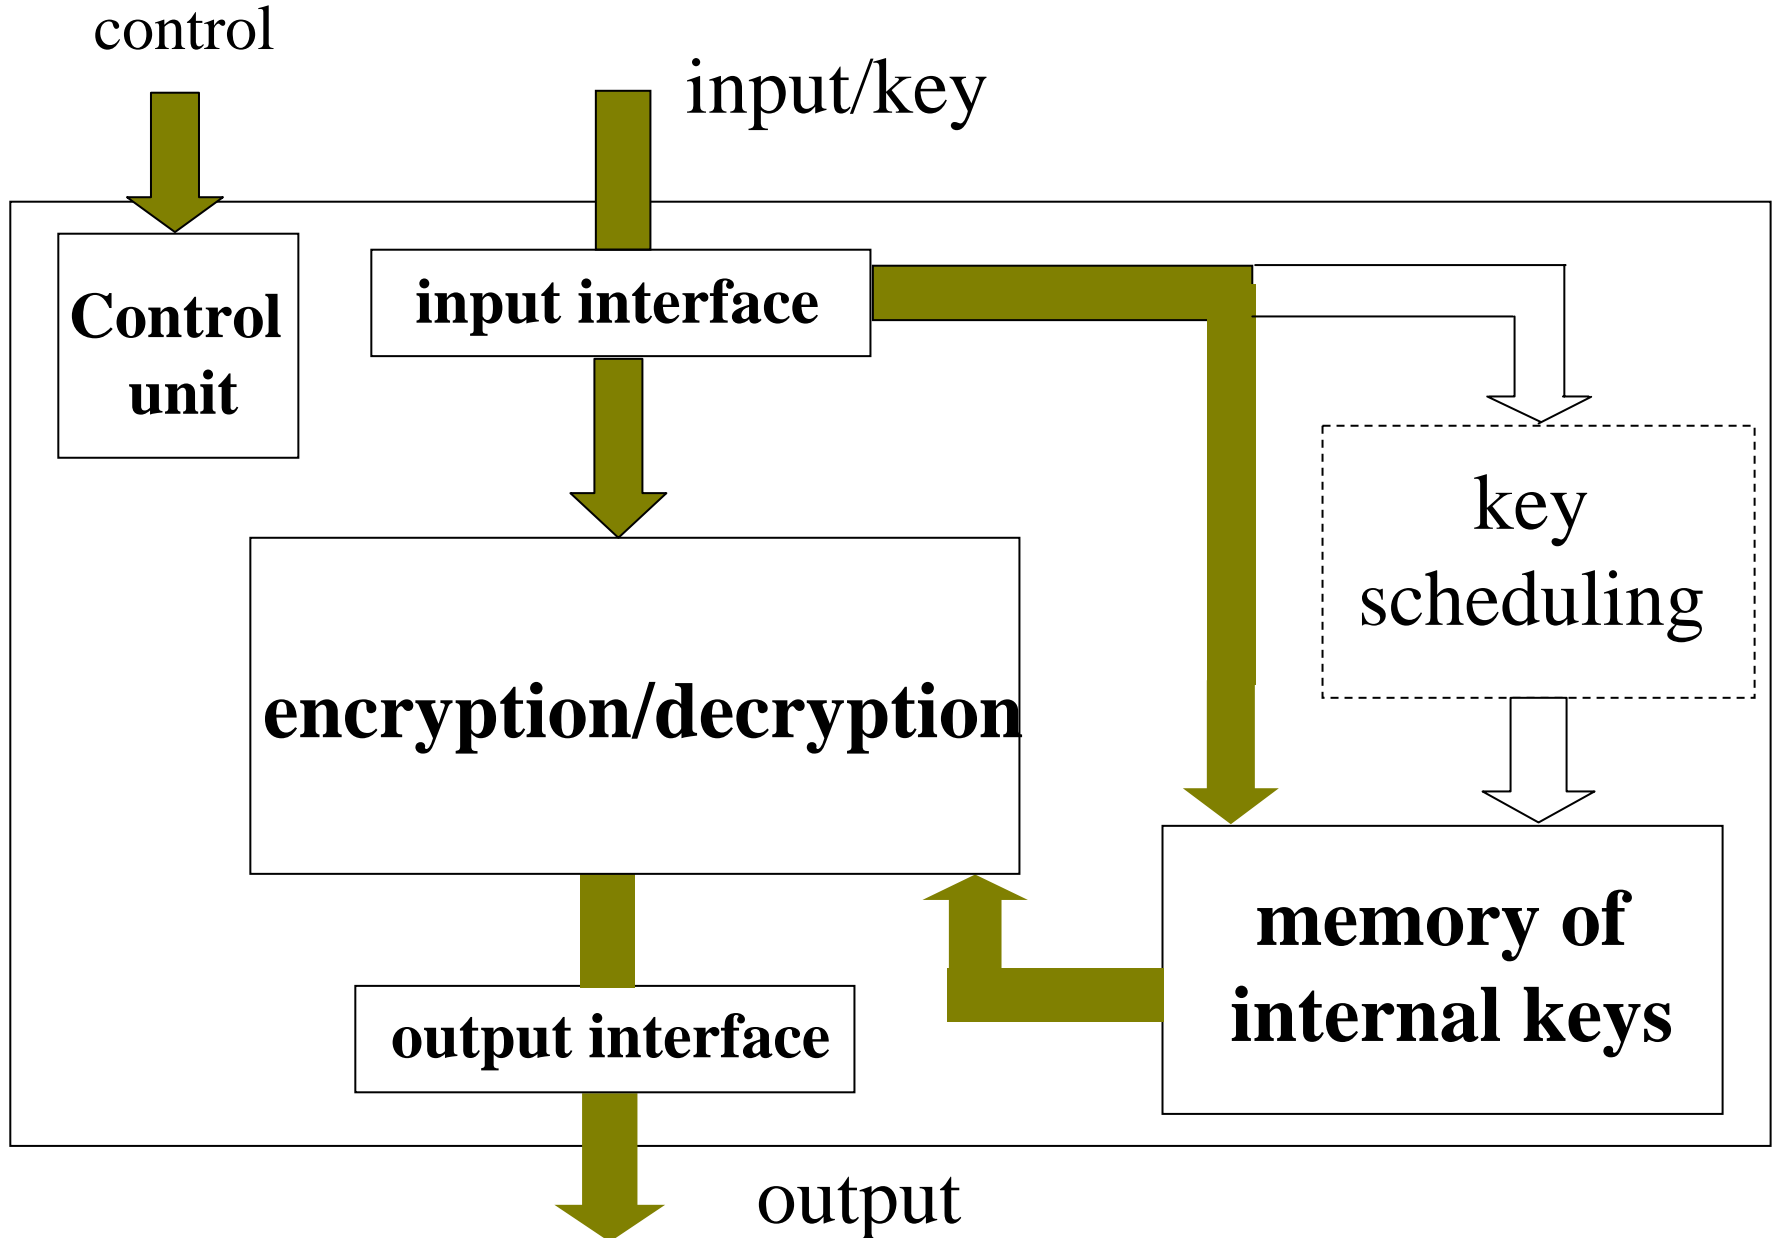 control
input/key
Control
unit
input interface
key
scheduling
encryption/decryption
memory of
internal keys
output interface
output